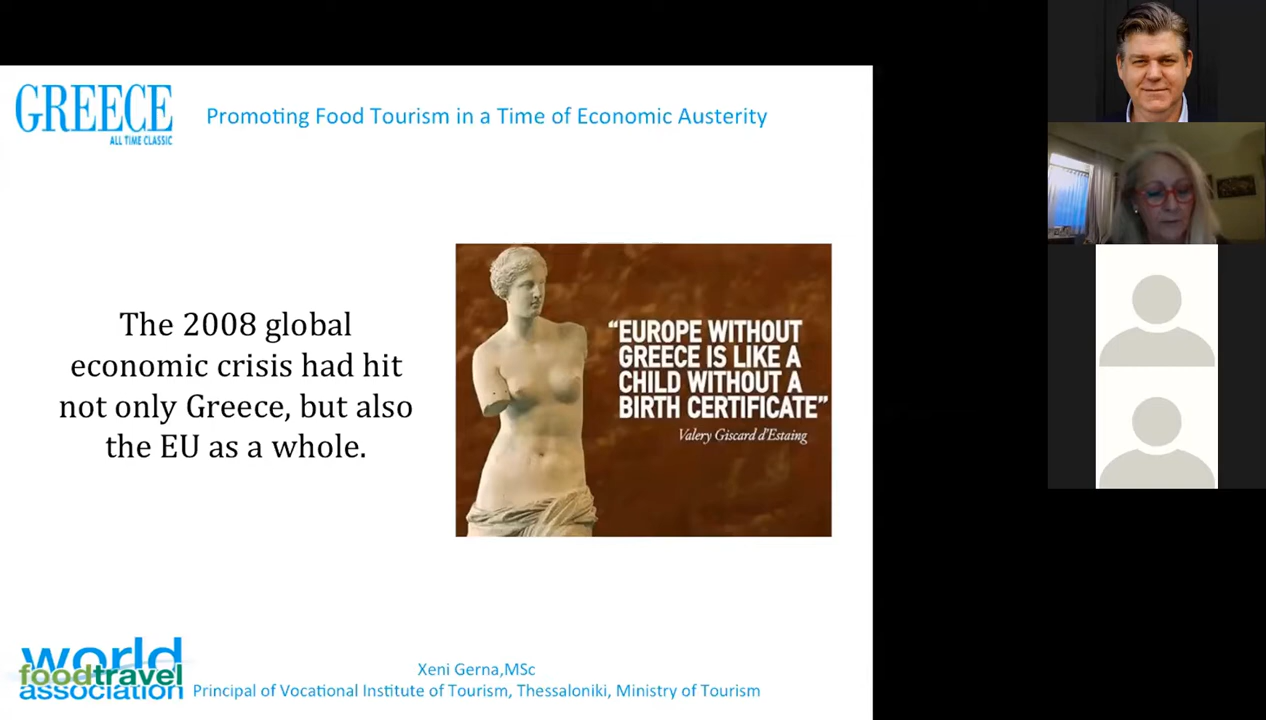 GREECE
ALL TIME CLASSIC
Promoting Food Tourism in a Time of Economic Austerity
The 2008 global
economic crisis had hit
not only Greece, but also
the EU as a whole.
“EUROPE WITHOUT
GREECE IS LIKE A
CHILD WITHOUT A
BIRTH CERTIFICATE”
Valery Giscard d'Estaing
world
foodtravel
association
Xeni Gerna,MSc
Principal of Vocational Institute of Tourism, Thessaloniki, Ministry of Tourism